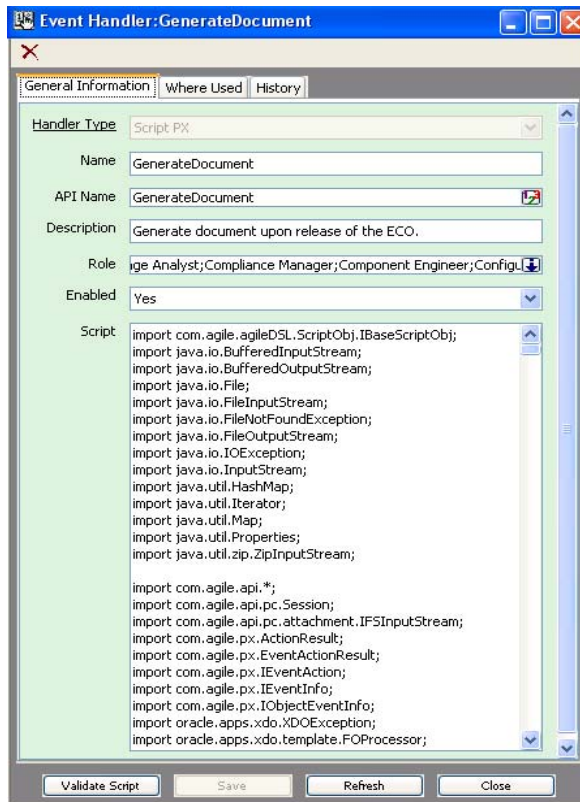 Event Handler:GenerateDocument
General Information Where Used History
Handler Type Script PX
Name GenerateDocument
API Name GenerateDocument
Description Generate document upon release of the ECO.
Role Analyst;Compliance Manager;Component Engineer;
Enabled Yes
Script import com.agile.agileDSL.ScriptObj.IBaseScriptObj;
import java.io.BufferedInputStream;
import java.io.BufferedOutputStream;
import java.io.File;
import java.io.FileInputStream;
import java.io.FileNotFoundException;
import java.io.FileOutputStream;
import java.io.IOException;
import java.io.InputStream;
import java.util.HashMap;
import java.util.Iterator;
import java.util.Map;
import java.util.Properties;
import java.util.zip.ZipInputStream;
import com.agile.api.*;
import com.agile.api.pc.Session;
import com.agile.api.pc.attachment.IFSInputStream;
import com.agile.px.ActionResult;
import com.agile.px.EventActionResult;
import com.agile.px.IEventAction;
import com.agile.px.IEventInfo;
import com.agile.px.IObjectEventInfo;
import oracle.apps.xdo.XDOException;
import oracle.apps.xdo.template.FOProcessor;
Validate Script Save Refresh Close